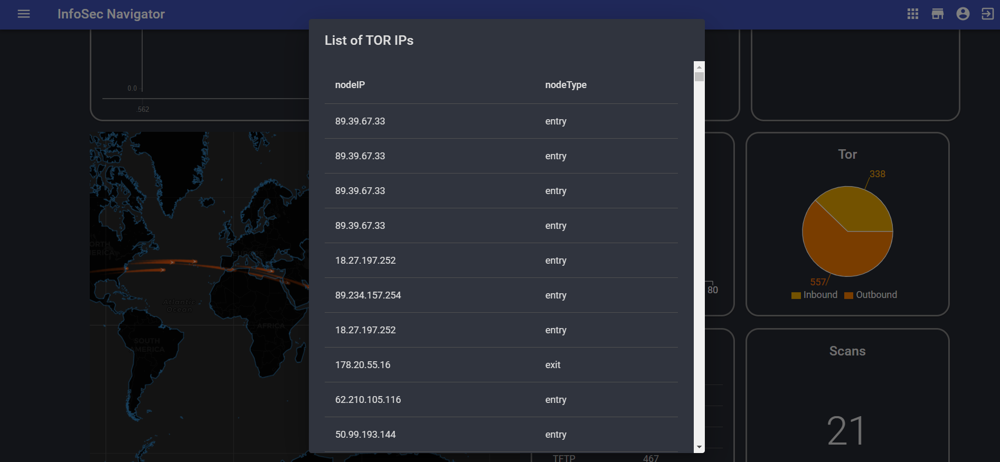 InfoSec Navigator
List of TOR IPs
nodeIP nodeType
89.39.67.33 entry
89.39.67.33 entry
89.39.67.33 entry
89.39.67.33 entry
18.27.197.252 entry
89.234.157.254 entry
18.27.197.252 entry
178.20.55.16 exit
62.210.105.116 entry
50.99.193.144 entry
0.0
.562
ORTH
ERICA
EUROPE
Atlantic
Ocean
AFRICA
SOUTH
AMERICA
80
Tor
338
557
Inbound Outbound
Scans
21
TFTP 467